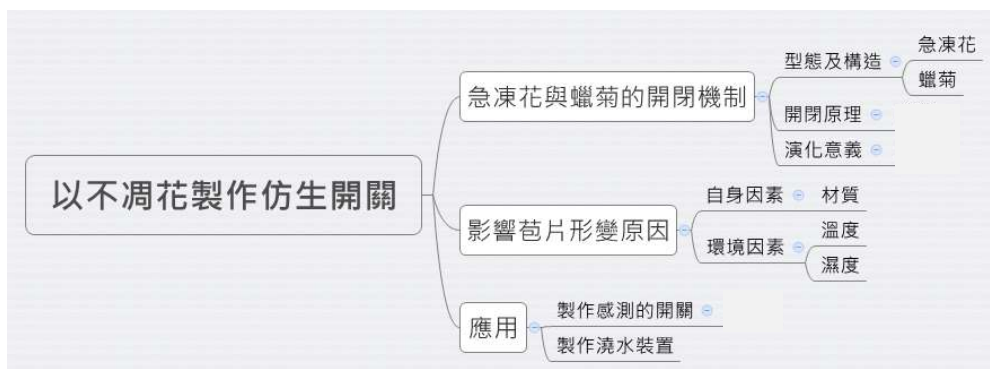 以不凋花製作仿生開關
急凍花與蠟菊的開閉機制
型態及構造
急凍花
蠟菊
開閉原理
演化意義
影響苞片形變原因
自身因素
材質
環境因素
溫度
濕度
應用
製作感測的開關
製作澆水裝置